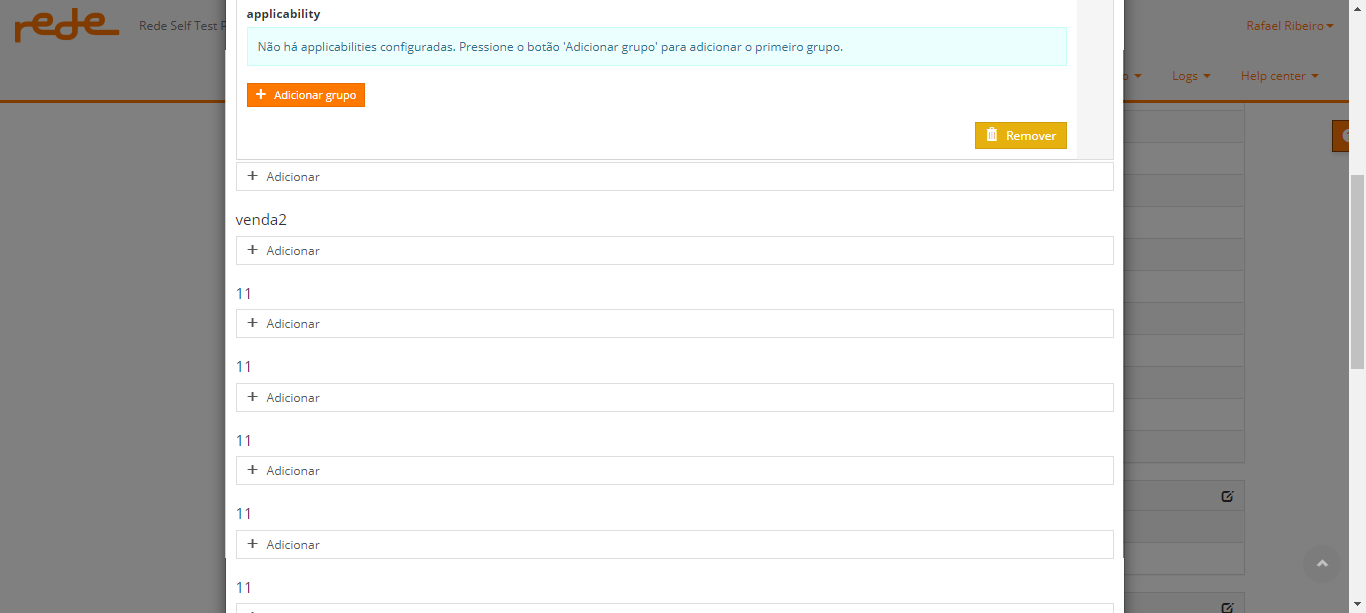 rede
Rede Self Test P
Rafael Ribeiro
Logs
Help center
applicability
Não há applicabilities configuradas. Pressione o botão 'Adicionar grupo' para adicionar o primeiro grupo.
+ Adicionar grupo
Remover
+ Adicionar
venda2
+ Adicionar
11
+ Adicionar
11
+ Adicionar
11
+ Adicionar
11
+ Adicionar
11